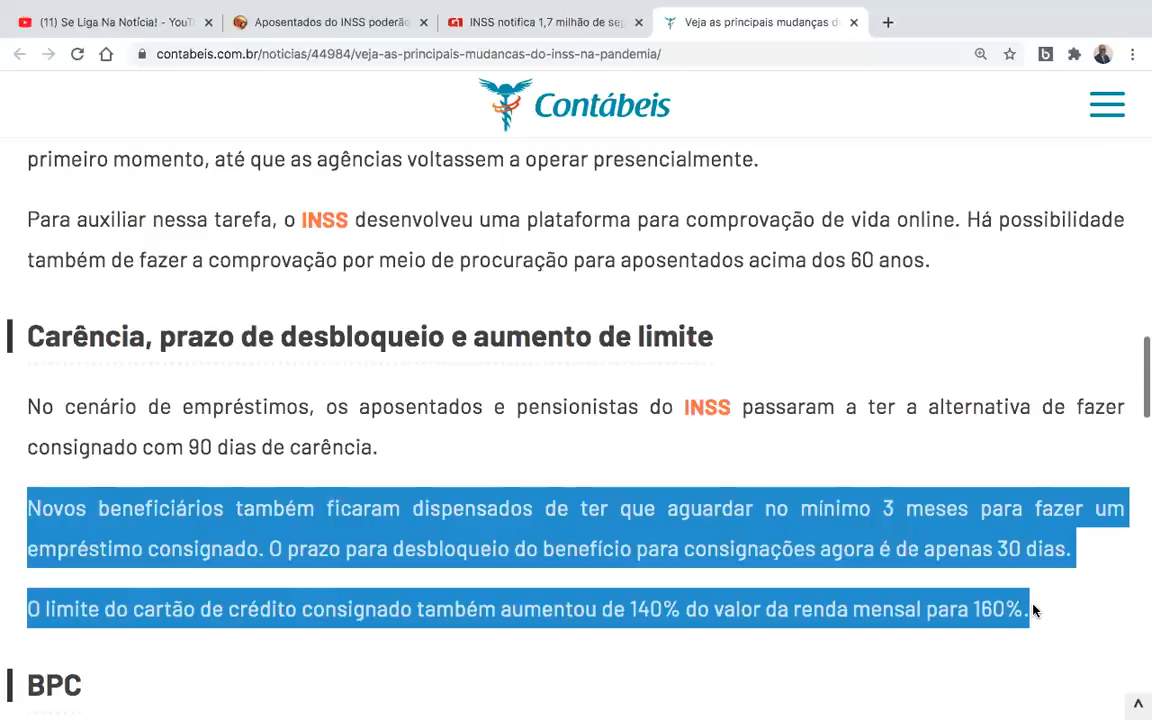 (11) Se Liga Na Notícia! - YouT
Aposentados do INSS poderão
G1 INSS notifica 1,7 milhão de se
Veja as principais mudanças d
contabeis.com.br/noticias/44984/veja-as-principais-mudancas-do-inss-na-pandemia/
Contábeis
primeiro momento, até que as agências voltassem a operar presencialmente.
Para auxiliar nessa tarefa, o INSS desenvolveu uma plataforma para comprovação de vida online. Há possibilidade
também de fazer a comprovação por meio de procuração para aposentados acima dos 60 anos.
Carência, prazo de desbloqueio e aumento de limite
No cenário de empréstimos, os aposentados e pensionistas do INSS passaram a ter a alternativa de fazer
consignado com 90 dias de carência.
Novos beneficiários também ficaram dispensados de ter que aguardar no mínimo 3 meses para fazer um
empréstimo consignado. O prazo para desbloqueio do benefício para consignações agora é de apenas 30 dias.
O limite do cartão de crédito consignado também aumentou de 140% do valor da renda mensal para 160%.
BPC